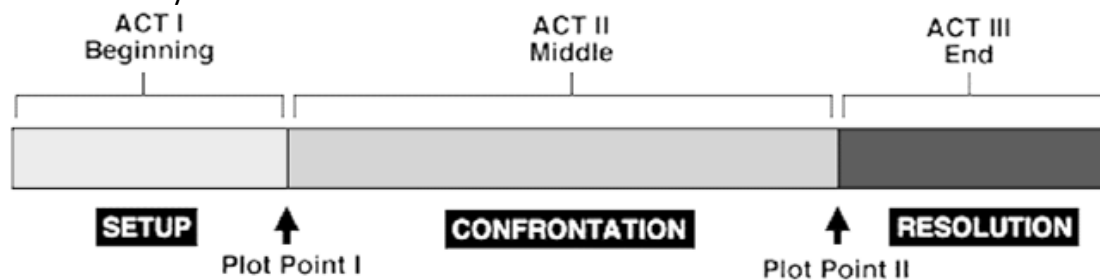 ACT I
Beginning
ACT II
Middle
ACT III
End
SETUP
CONFRONTATION
RESOLUTION
Plot Point I
Plot Point II